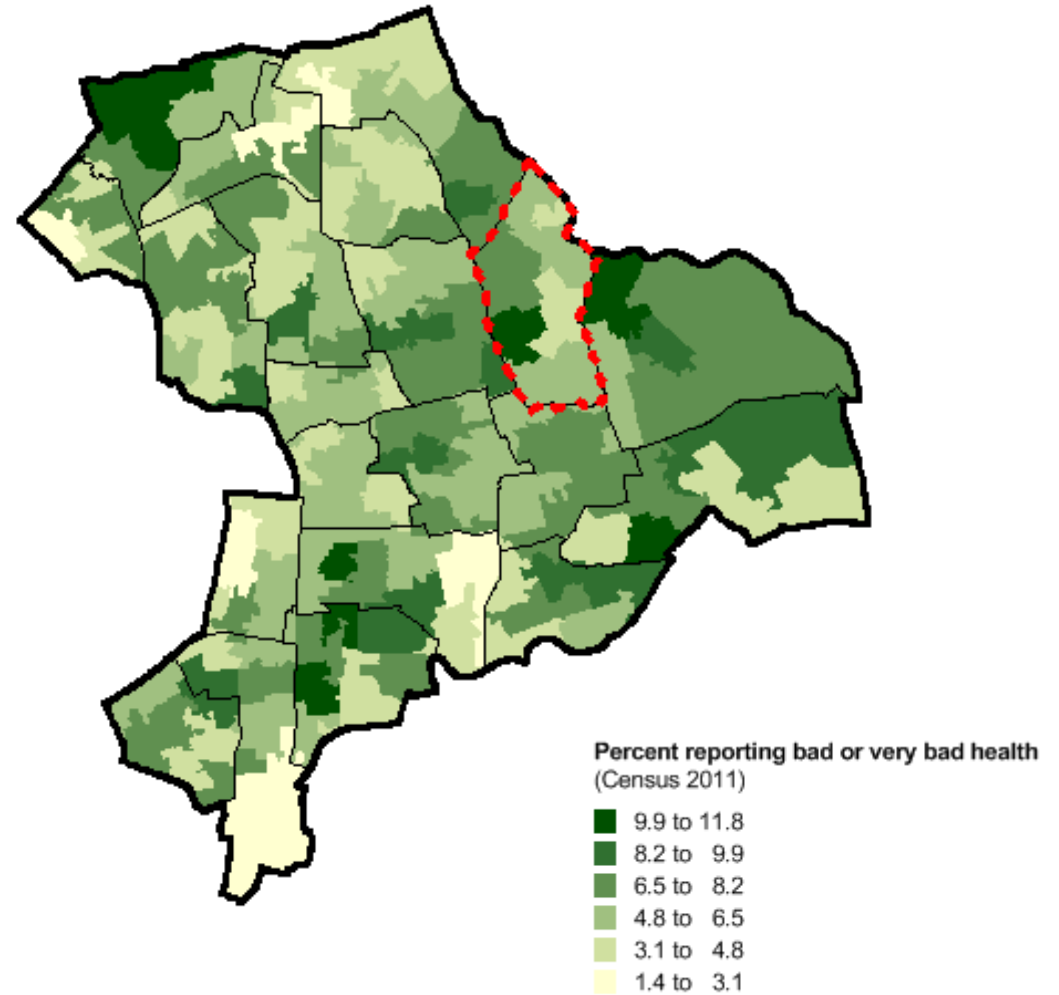 Percent reporting bad or very bad health
(Census 2011)
9.9 to 11.8
8.2 to 9.9
6.5 to 8.2
4.8 to 6.5
3.1 to 4.8
1.4 to 3.1